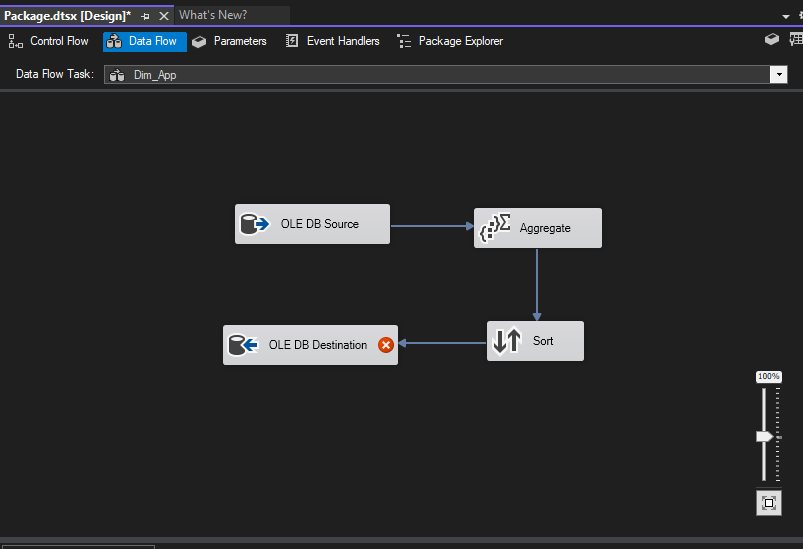 Package.dtsx [Design]* What's New?
Control Flow Data Flow Parameters Event Handlers Package Explorer
Data Flow Task: Dim_App
OLE DB Source
Aggregate
OLE DB Destination
Sort
100%